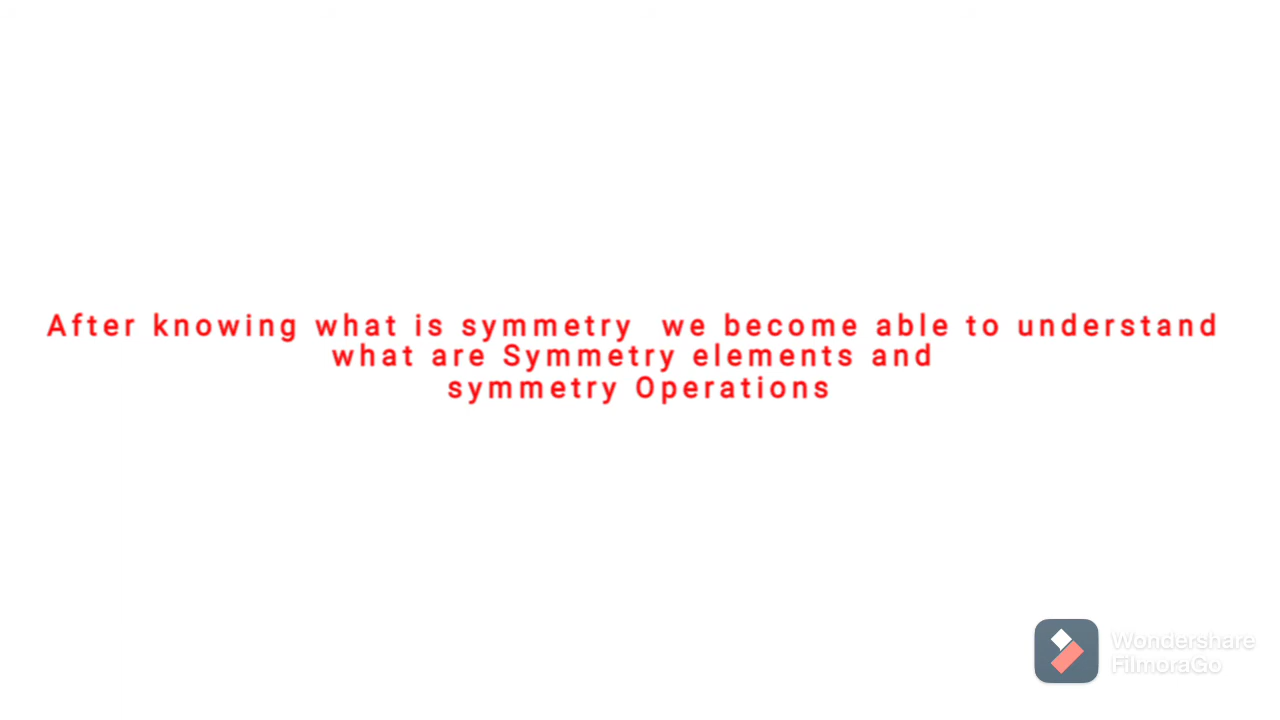 After knowing what is symmetry we become able to understand
what are Symmetry elements and
symmetry Operations
Wondershare
FilmoraGo